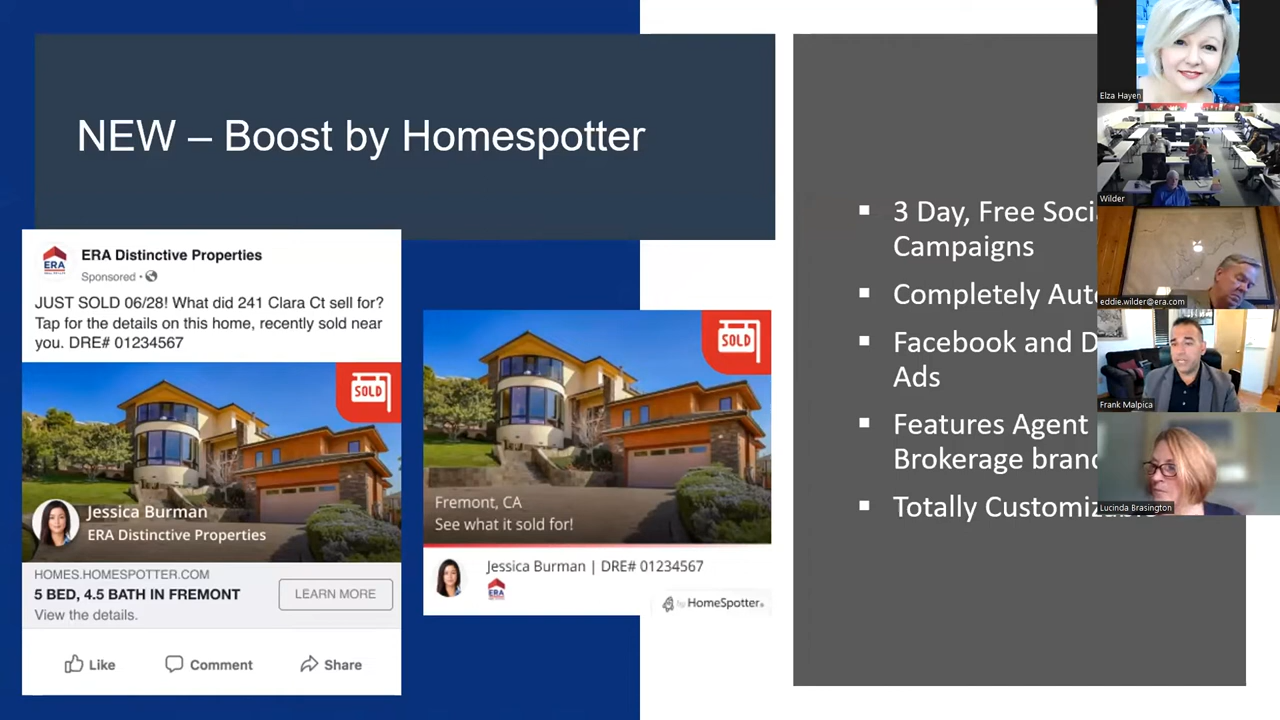 NEW – Boost by Homespotter
ERA Distinctive Properties
Sponsored
JUST SOLD 06/28! What did 241 Clara Ct sell for?
Tap for the details on this home, recently sold near
you. DRE# 01234567
SOLD
Jessica Burman
ERA Distinctive Properties
HOMES.HOMESPOTTER.COM
5 BED, 4.5 BATH IN FREMONT
View the details.
LEARN MORE
Like
Comment
Share
SOLD
Fremont, CA
See what it sold for!
Jessica Burman | DRE# 01234567
ERA
by HomeSpotter
3 Day, Free
Campaigns
Completely
Facebook and
Ads
Features Agent
Brokerage
Totally
Elza Hayen
Wilder
eddie.wilder@era.com
Frank Malpica
Lucinda Brasington